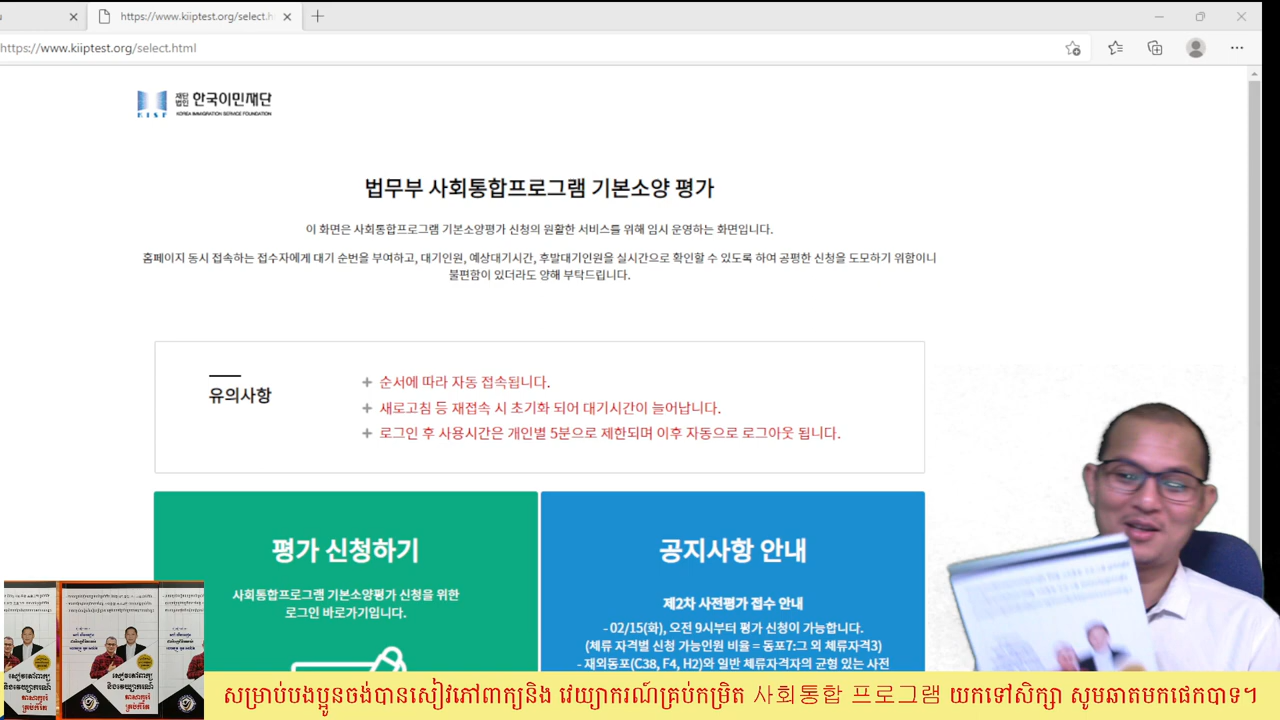 https://www.kiiptest.org/select.h
https://www.kiiptest.org/select.html
재단법인 한국이민재단
KISF KOREA IMMIGRATION SERVICE FOUNDATION
법무부 사회통합프로그램 기본소양 평가
이 화면은 사회통합프로그램 기본소양평가 신청의 원활한 서비스를 위해 임시 운영하는 화면입니다.
홈페이지 동시 접속하는 접수자에게 대기 순번을 부여하고, 대기인원, 예상대기시간, 후발대기인원을 실시간으로 확인할 수 있도록 하여 공평한 신청을 도모하기 위함이니
불편함이 있더라도 양해 부탁드립니다.
유의사항
순서에 따라 자동 접속됩니다.
새로고침 등 재접속 시 초기화 되어 대기시간이 늘어납니다.
로그인 후 사용시간은 개인별 5분으로 제한되며 이후 자동으로 로그아웃 됩니다.
평가 신청하기
사회통합프로그램 기본소양평가 신청을 위한
로그인 바로가기입니다.
공지사항 안내
제2차 사전평가 접수 안내
- 02/15(화), 오전 9시부터 평가 신청이 가능합니다.
(체류 자격별 신청 가능인원 비율 = 동포7:그 외 체류자격3)
- 재외동포(C38, F4, H2)와 일반 체류자격자의 균형 있는 사전
សម្រាប់បងប្អូនចង់បានសៀវភៅពាក្យនិង វេយ្យាករណ៍គ្រប់កម្រិត 사회통합 프로그램 យកទៅសិក្សា សូមឆាតមកផេកបាទ។